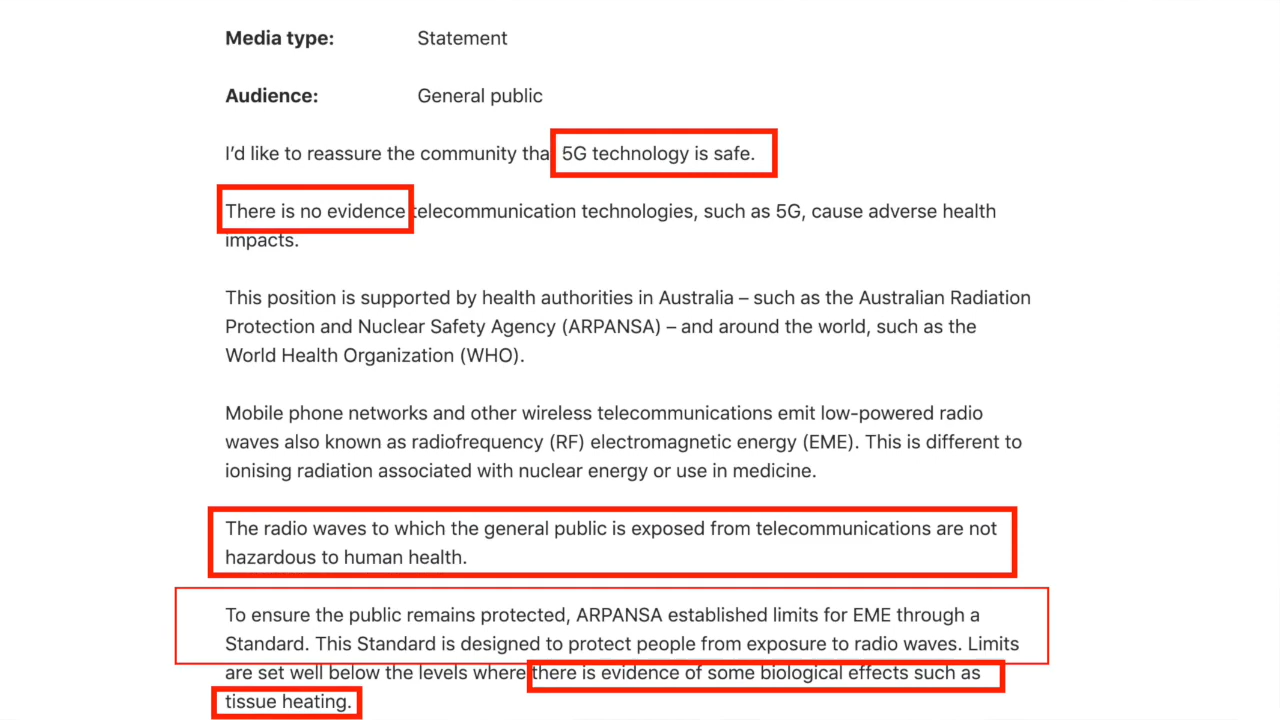 Media type: Statement
Audience: General public
I'd like to reassure the community tha 5G technology is safe.
There is no evidence telecommunication technologies, such as 5G, cause adverse health
impacts.
This position is supported by health authorities in Australia – such as the Australian Radiation
Protection and Nuclear Safety Agency (ARPANSA) – and around the world, such as the
World Health Organization (WHO).
Mobile phone networks and other wireless telecommunications emit low-powered radio
waves also known as radiofrequency (RF) electromagnetic energy (EME). This is different to
ionising radiation associated with nuclear energy or use in medicine.
The radio waves to which the general public is exposed from telecommunications are not
hazardous to human health.
To ensure the public remains protected, ARPANSA established limits for EME through a
Standard. This Standard is designed to protect people from exposure to radio waves. Limits
are set well below the levels where there is evidence of some biological effects such as
tissue heating.